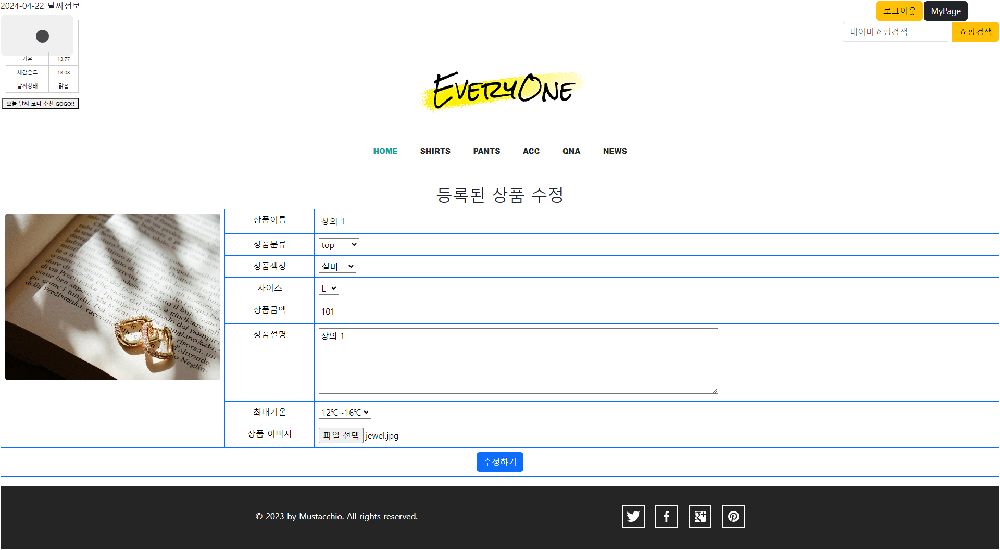 2024-04-22 날씨정보
로그아웃 MyPage
네이버쇼핑검색 쇼핑검색
기온 13.77
체감온도 13.08
날씨상태 맑음
오늘 날씨 코디 추천 GOGO!!
EVERYONE
HOME SHIRTS PANTS ACC QNA NEWS
등록된 상품 수정
상품이름 상의 1
상품분류 top
상품색상 실버
사이즈 L
상품금액 101
상품설명 상의 1
최대기온 12℃~16℃
상품 이미지 파일 선택 jewel.jpg
수정하기
© 2023 by Mustacchio. All rights reserved.